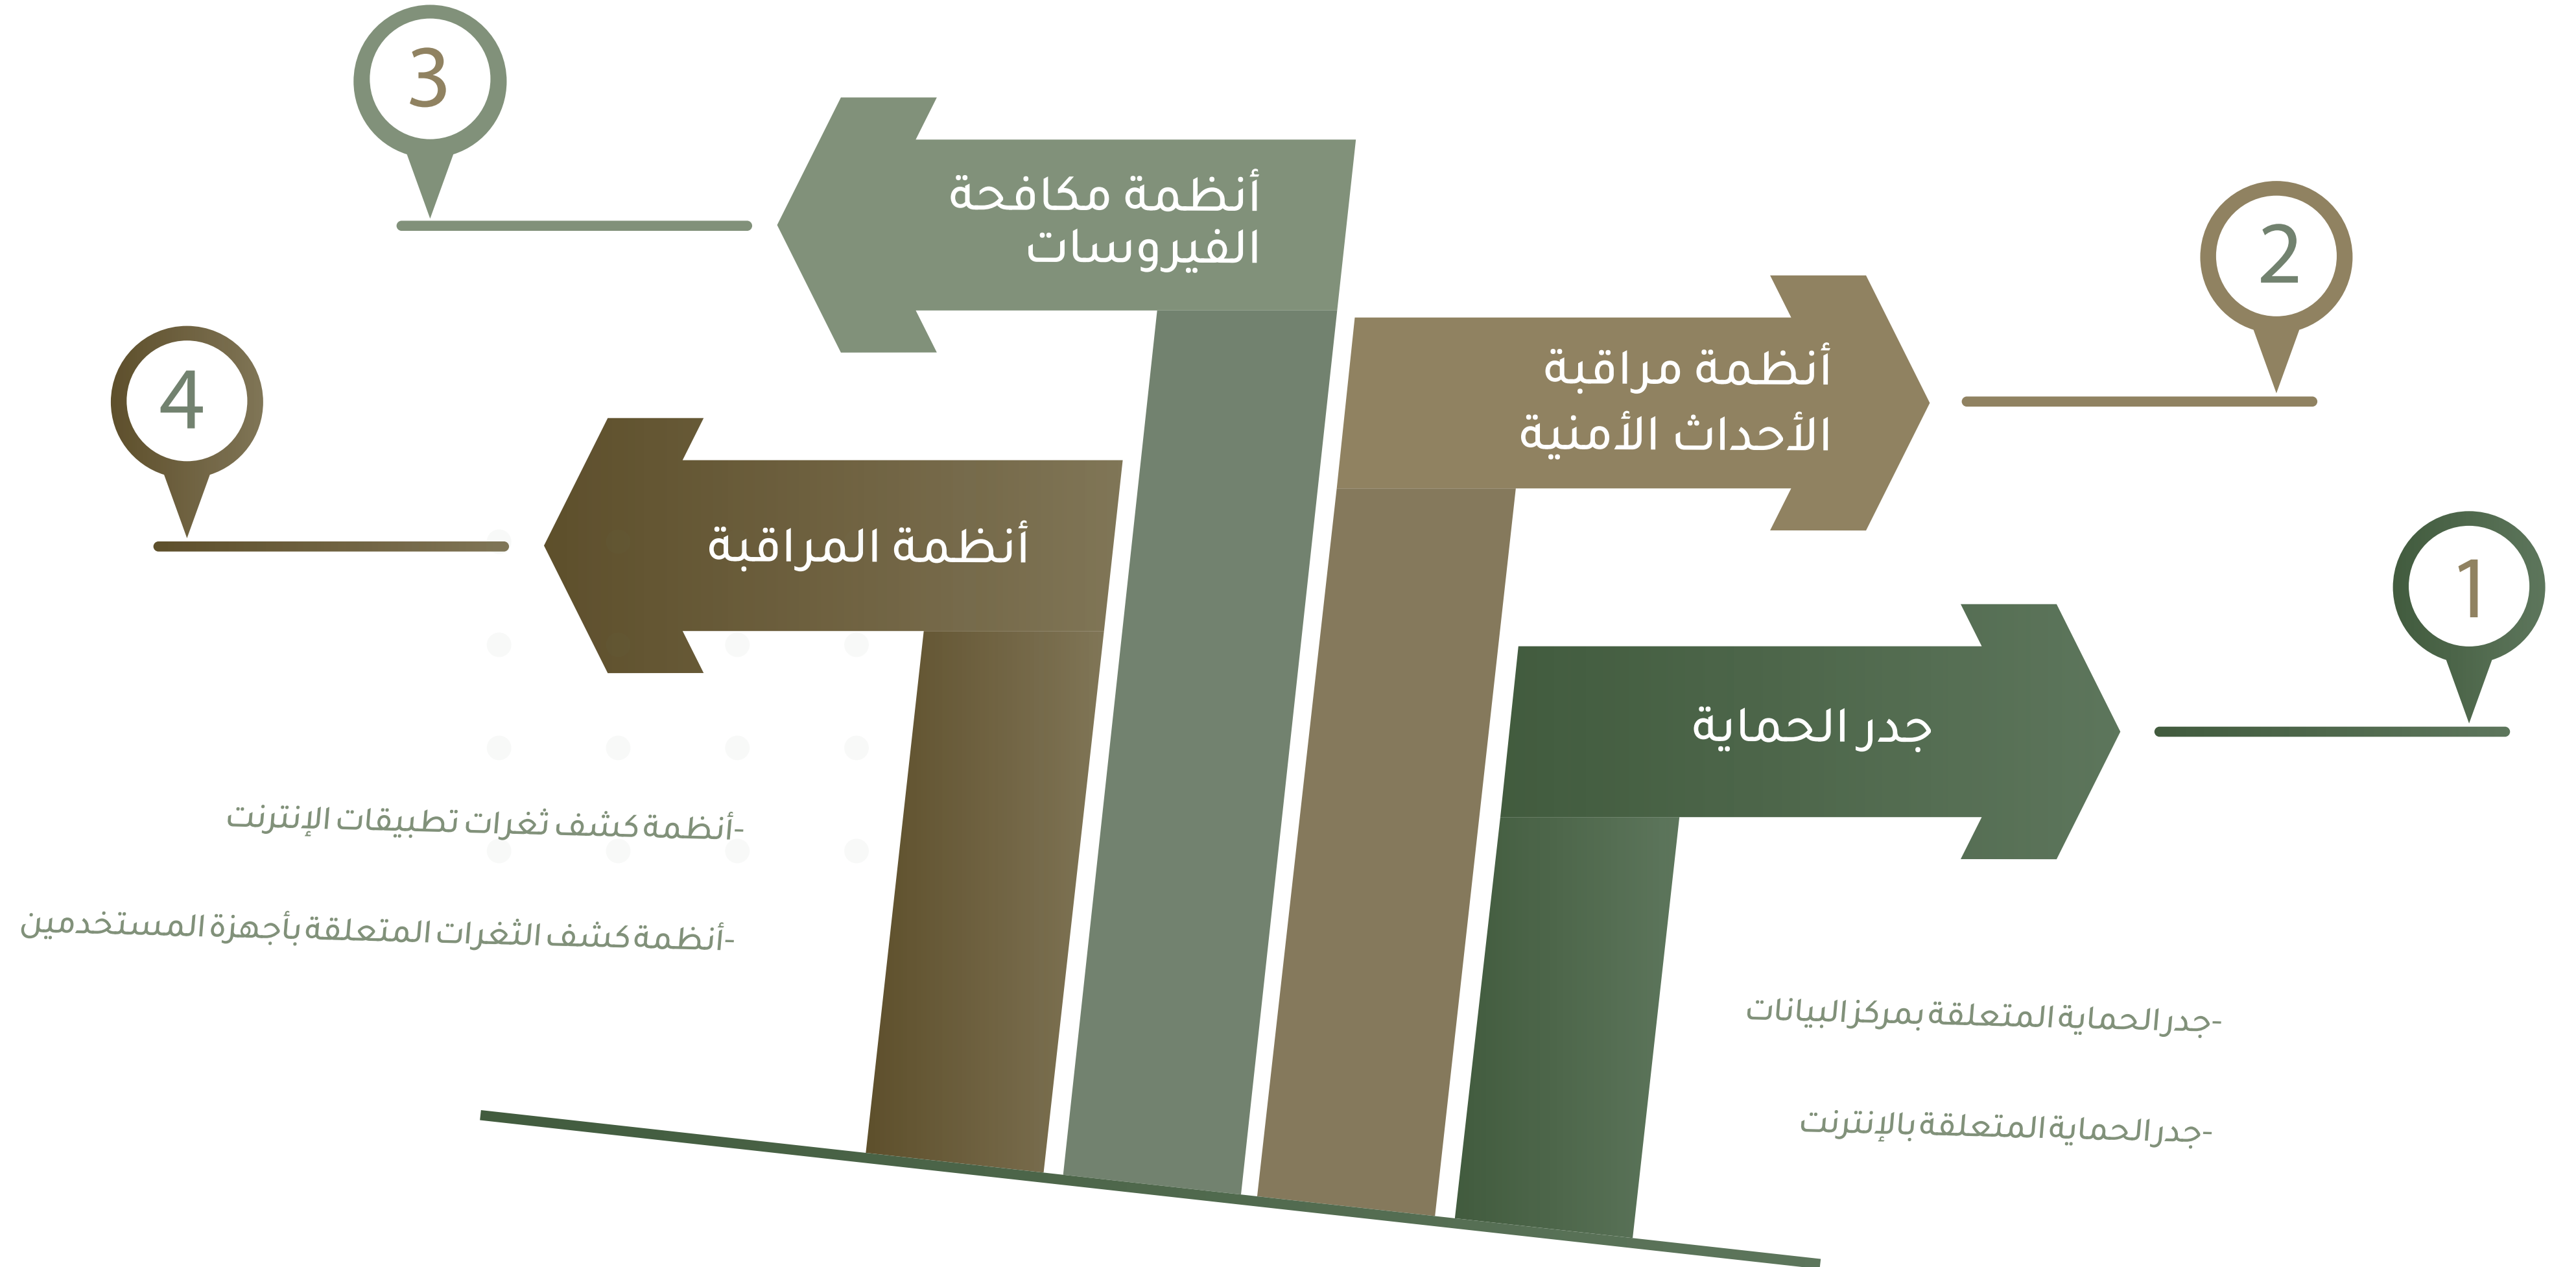 1
جدر الحماية
-جدر الحماية المتعلقة بمركز البيانات
-جدر الحماية المتعلقة بالإنترنت
2
أنظمة مراقبة
الأحداث الأمنية
3
أنظمة مكافحة
الفيروسات
4
أنظمة المراقبة
-أنظمة كشف ثغرات تطبيقات الإنترنت
-أنظمة كشف الثغرات المتعلقة بأجهزة المستخدمين